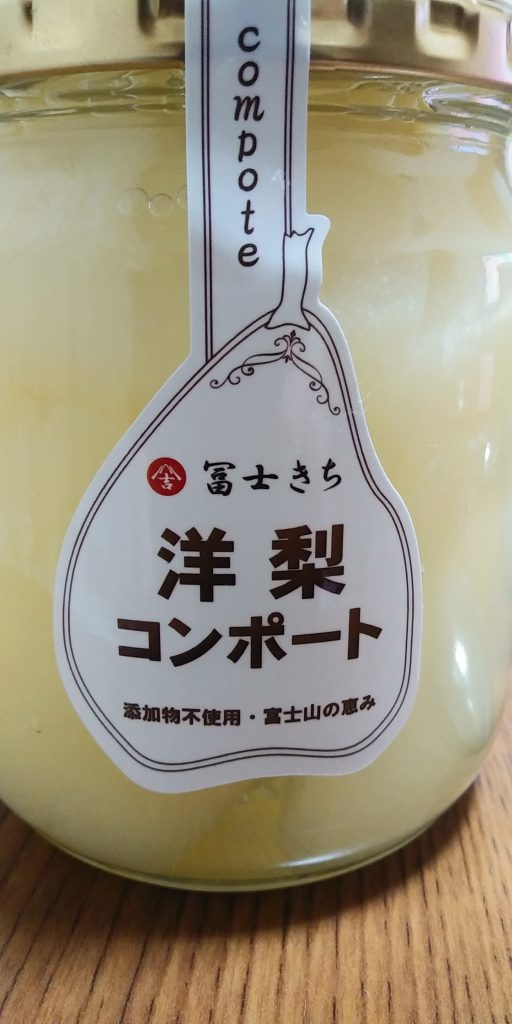 compote
吉
冨士きち
洋梨
コンポート
添加物不使用・富士山の恵み